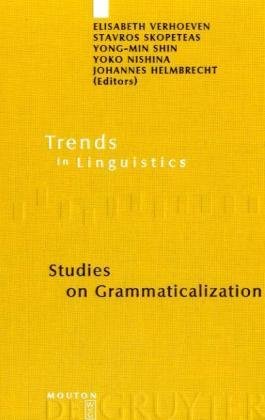 ELISABETH VERHOEVEN
STAVROS SKOPETEAS
YONG-MIN SHIN
YOKO NISHINA
JOHANNES HELMBRECHT
(Editors)
Trends
in Linguistics
Studies
on Grammaticalization
MOUTON
DE GRUYTER